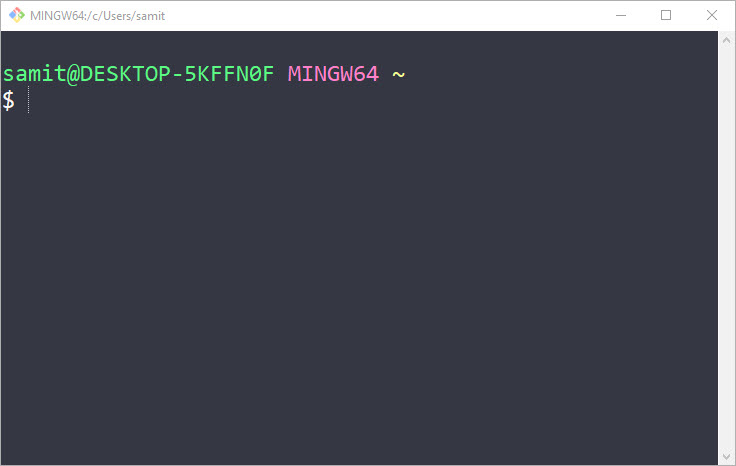 MINGW64:/c/Users/samit
samit@DESKTOP-5KFFN0F MINGW64 ~
$